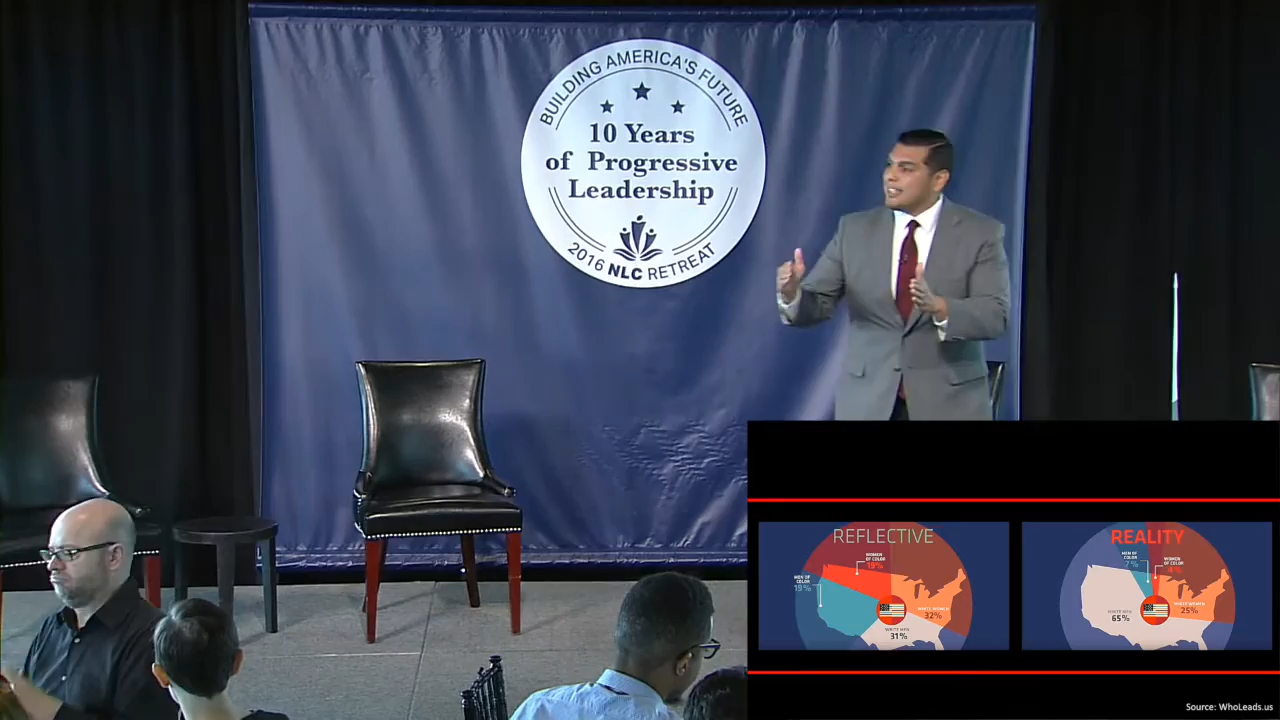 BUILDING AMERICA'S FUTURE
10 Years
of Progressive
Leadership
2016 NLC RETREAT
REFLECTIVE
WOMEN
OF COLOR
19%
MEN OF
COLOR
19%
WHITE WOMEN
32%
WHITE MEN
31%
REALITY
MEN OF
COLOR
7%
WOMEN
OF COLOR
WHITE MEN
65%
WHITE WOMEN
25%
Source: WhoLeads.us